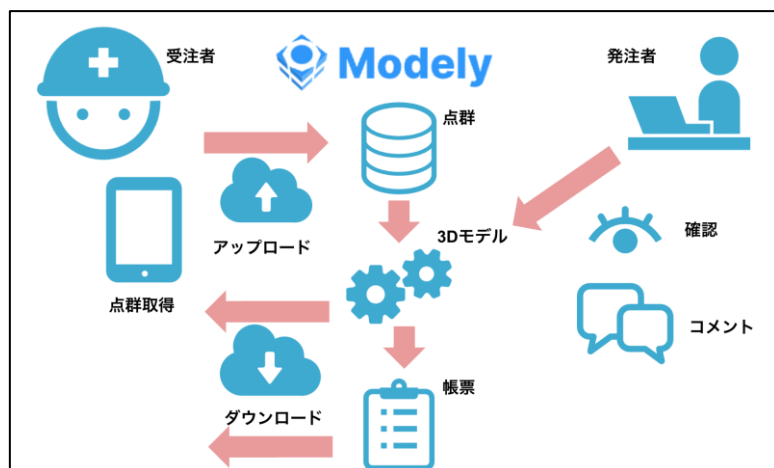 受注者
Modely
発注者
点群
アップロード
3Dモデル
確認
点群取得
コメント
ダウンロード
帳票